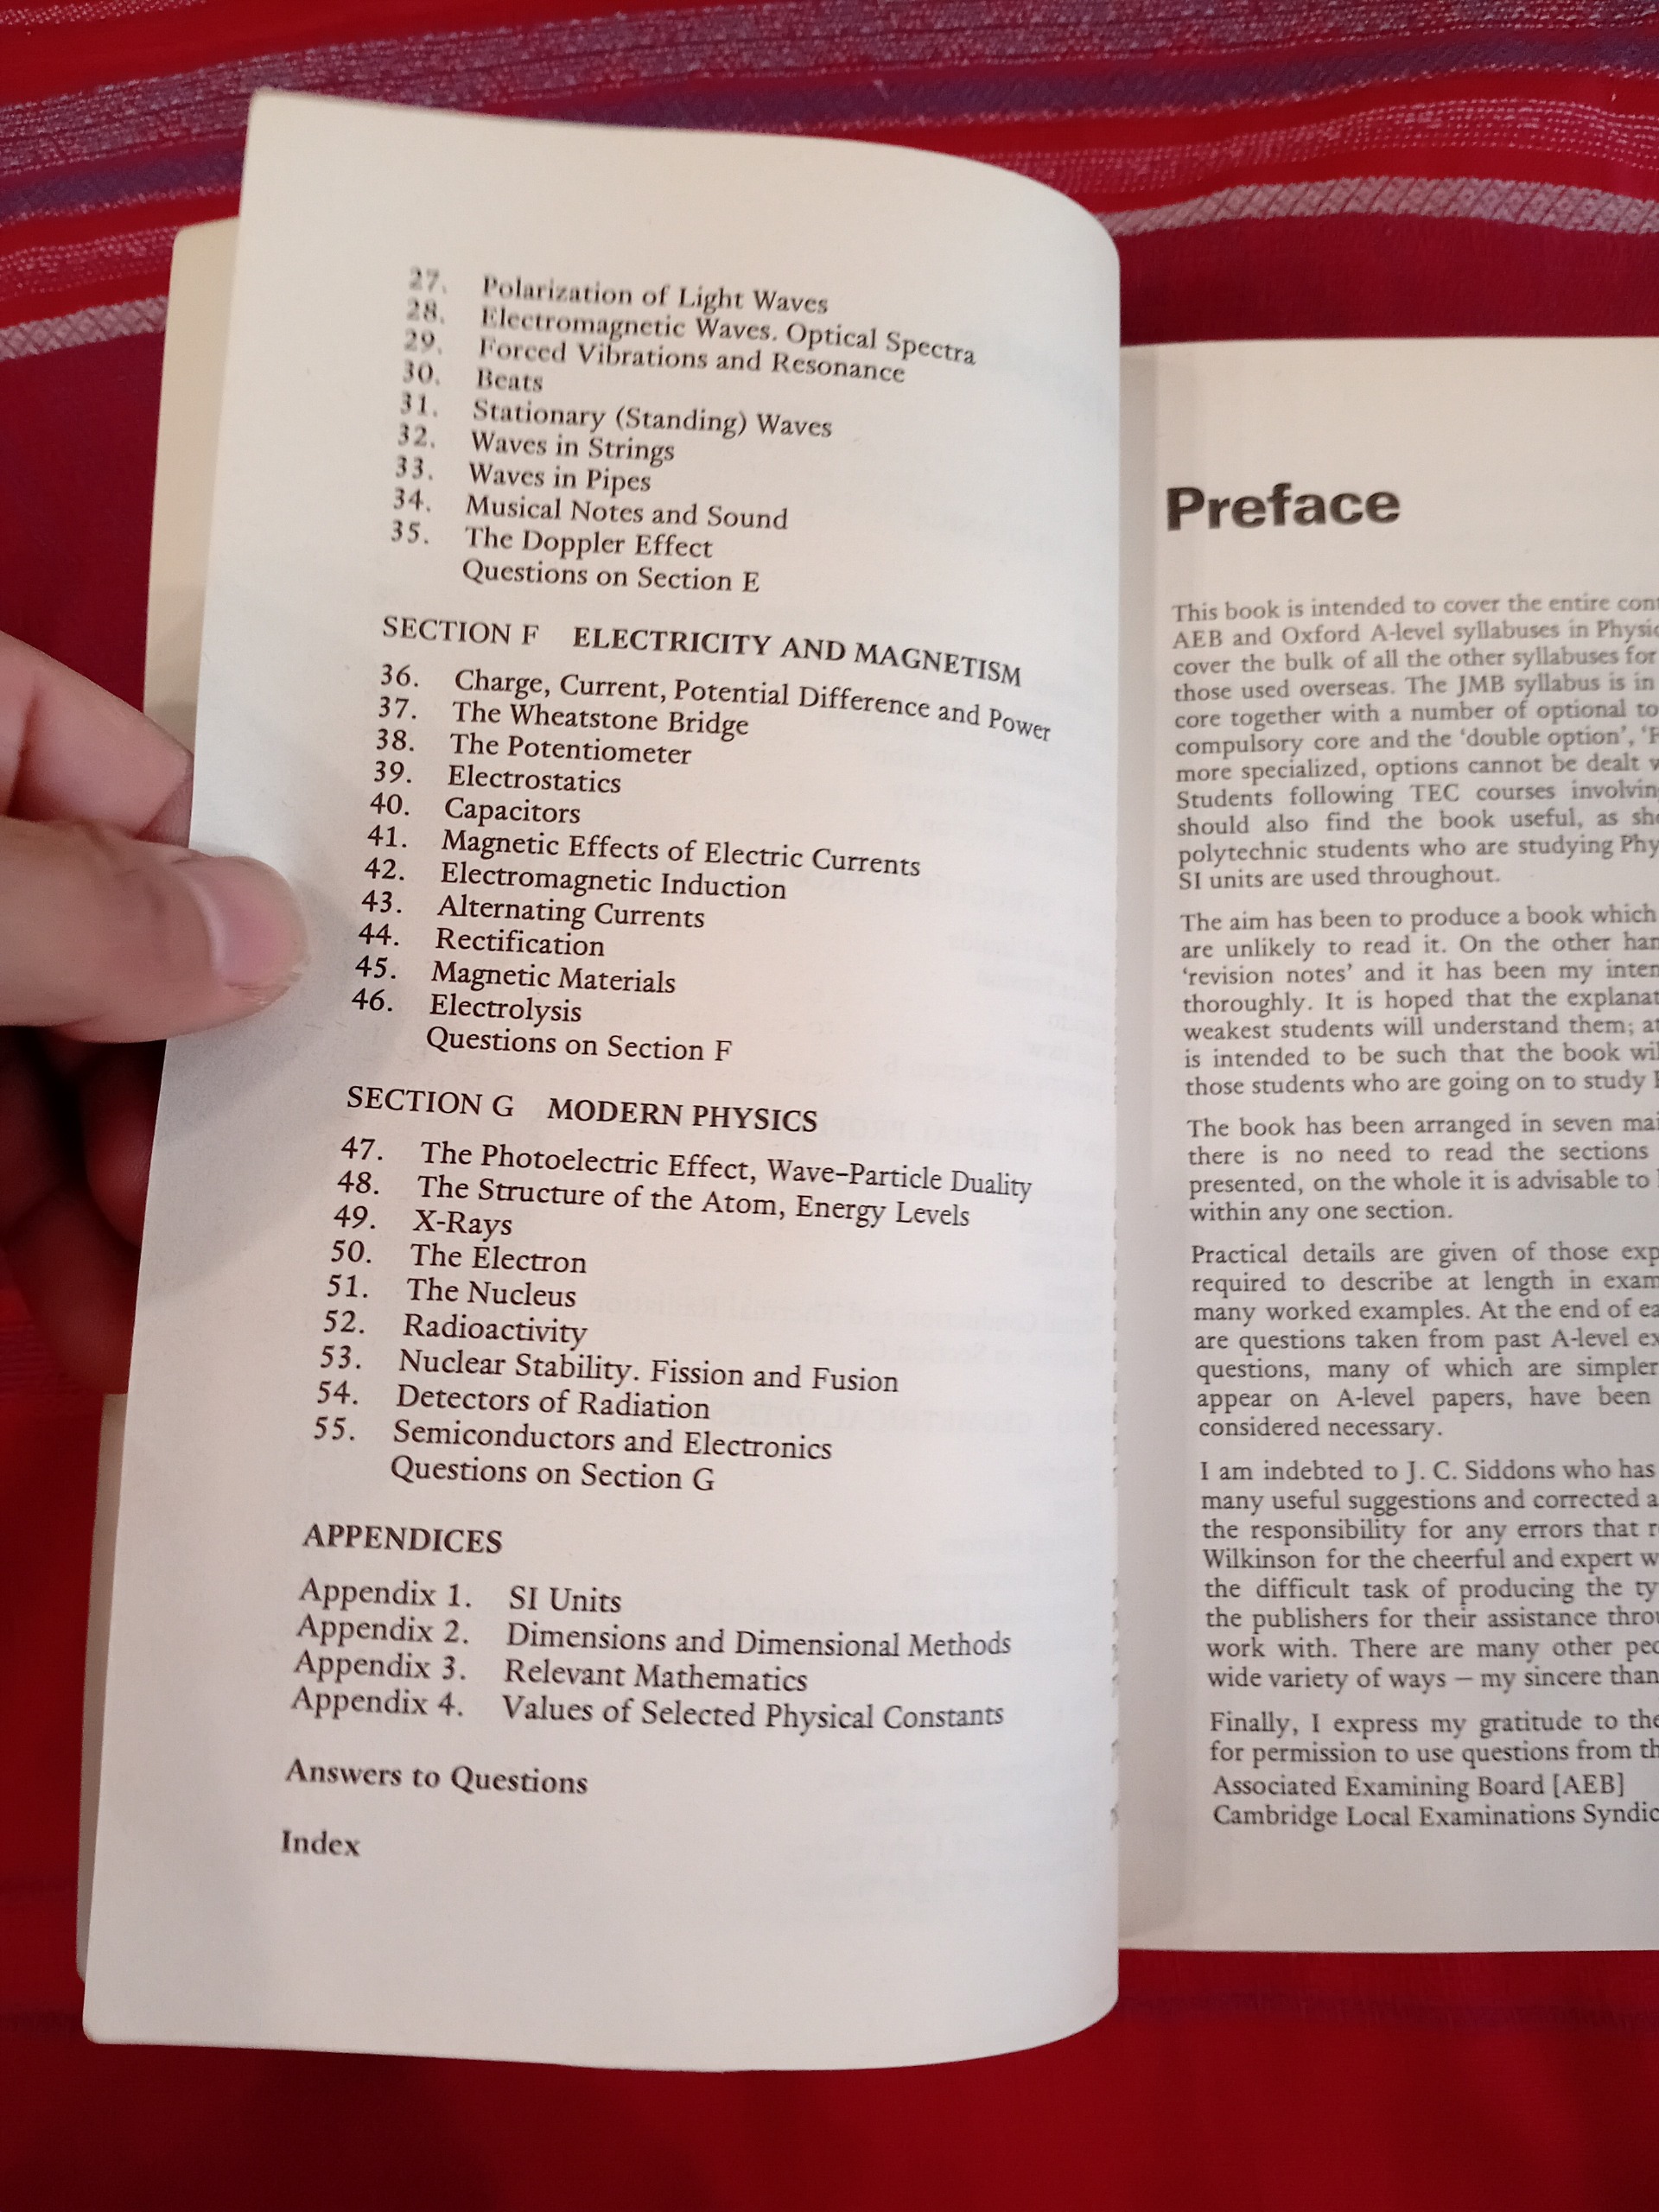 27. Polarization of Light Waves
28. Electromagnetic Waves. Optical Spectra
29. Forced Vibrations and Resonance
30. Beats
31. Stationary (Standing) Waves
32. Waves in Strings
33. Waves in Pipes
34. Musical Notes and Sound
35. The Doppler Effect
Questions on Section E
SECTION F ELECTRICITY AND MAGNETISM
36. Charge, Current, Potential Difference and Power
37. The Wheatstone Bridge
38. The Potentiometer
39. Electrostatics
40. Capacitors
41. Magnetic Effects of Electric Currents
42. Electromagnetic Induction
43. Alternating Currents
44. Rectification
45. Magnetic Materials
46. Electrolysis
Questions on Section F
SECTION G MODERN PHYSICS
47. The Photoelectric Effect, Wave–Particle Duality
48. The Structure of the Atom, Energy Levels
49. X-Rays
50. The Electron
51. The Nucleus
52. Radioactivity
53. Nuclear Stability. Fission and Fusion
54. Detectors of Radiation
55. Semiconductors and Electronics
Questions on Section G
APPENDICES
Appendix 1. SI Units
Appendix 2. Dimensions and Dimensional Methods
Appendix 3. Relevant Mathematics
Appendix 4. Values of Selected Physical Constants
Answers to Questions
Index
Preface
This book is intended to cover the entire
AEB and Oxford A-level syllabuses in
cover the bulk of all the other syllabuses for
those used overseas. The JMB syllabus is in
core together with a number of optional
compulsory core and the 'double option',
more specialized, options cannot be dealt
Students following TEC courses
should also find the book useful, as
polytechnic students who are studying
SI units are used throughout.
The aim has been to produce a book which
are unlikely to read it. On the other
'revision notes' and it has been my
thoroughly. It is hoped that the
weakest students will understand them;
is intended to be such that the book
those students who are going on to study
The book has been arranged in seven
there is no need to read the sections
presented, on the whole it is advisable to
within any one section.
Practical details are given of those
required to describe at length in
many worked examples. At the end of
are questions taken from past A-level
questions, many of which are simpler
appear on A-level papers, have been
considered necessary.
I am indebted to J. C. Siddons who has
many useful suggestions and corrected
the responsibility for any errors that
Wilkinson for the cheerful and expert
the difficult task of producing the
the publishers for their assistance
work with. There are many other
wide variety of ways – my sincere
Finally, I express my gratitude to
for permission to use questions from
Associated Examining Board [AEB]
Cambridge Local Examinations